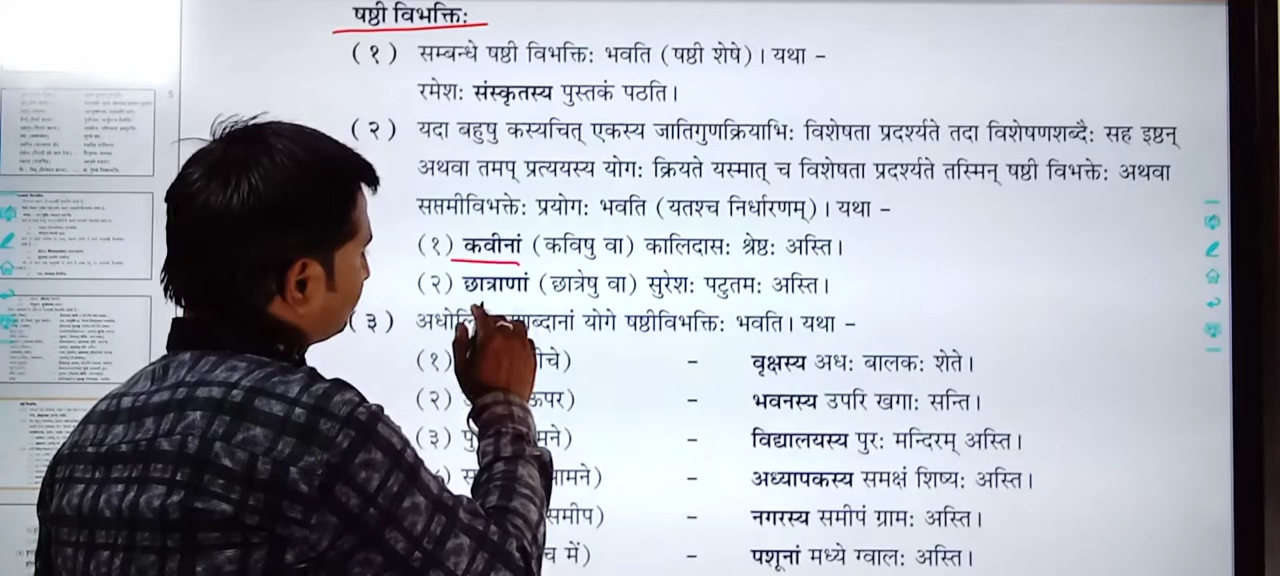 षष्ठी विभक्तिः
(१) सम्बन्धे षष्ठी विभक्तिः भवति (षष्ठी शेषे)। यथा –
रमेशः संस्कृतस्य पुस्तकं पठति।
(२) यदा बहुषु कस्यचित् एकस्य जातिगुणक्रियाभिः विशेषता प्रदर्श्यते तदा विशेषणशब्दैः सह इष्ठन्
अथवा तमप् प्रत्ययस्य योगः क्रियते यस्मात् च विशेषता प्रदर्श्यते तस्मिन् षष्ठी विभक्तेः अथवा
सप्तमीविभक्तेः प्रयोगः भवति (यतश्च निर्धारणम्)। यथा –
(१) कवीनां (कविषु वा) कालिदासः श्रेष्ठः अस्ति।
(२) छात्राणां (छात्रेषु वा) सुरेशः पटुतमः अस्ति।
(३) योगे षष्ठीविभक्तिः भवति। यथा –
(१) – वृक्षस्य अधः बालकः शेते।
(२) – भवनस्य उपरि खगाः सन्ति।
(३) – विद्यालयस्य पुरः मन्दिरम् अस्ति।
– अध्यापकस्य समक्षं शिष्यः अस्ति।
– नगरस्य समीपं ग्रामः अस्ति।
में) – पशूनां मध्ये ग्वालः अस्ति।